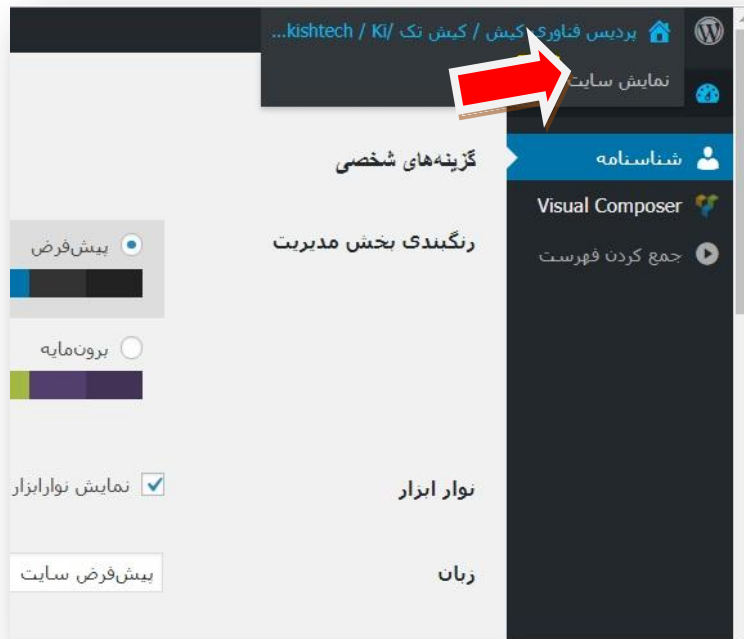 پردیس فناوری کیش / کیش تک /kishtech / Ki...
نمایش سایت
شناسنامه
Visual Composer
جمع کردن فهرست
گزینه‌های شخصی
رنگبندی بخش مدیریت
پیش‌فرض
برون‌مایه
نوار ابزار
نمایش نوارابزار
زبان
پیش‌فرض سایت